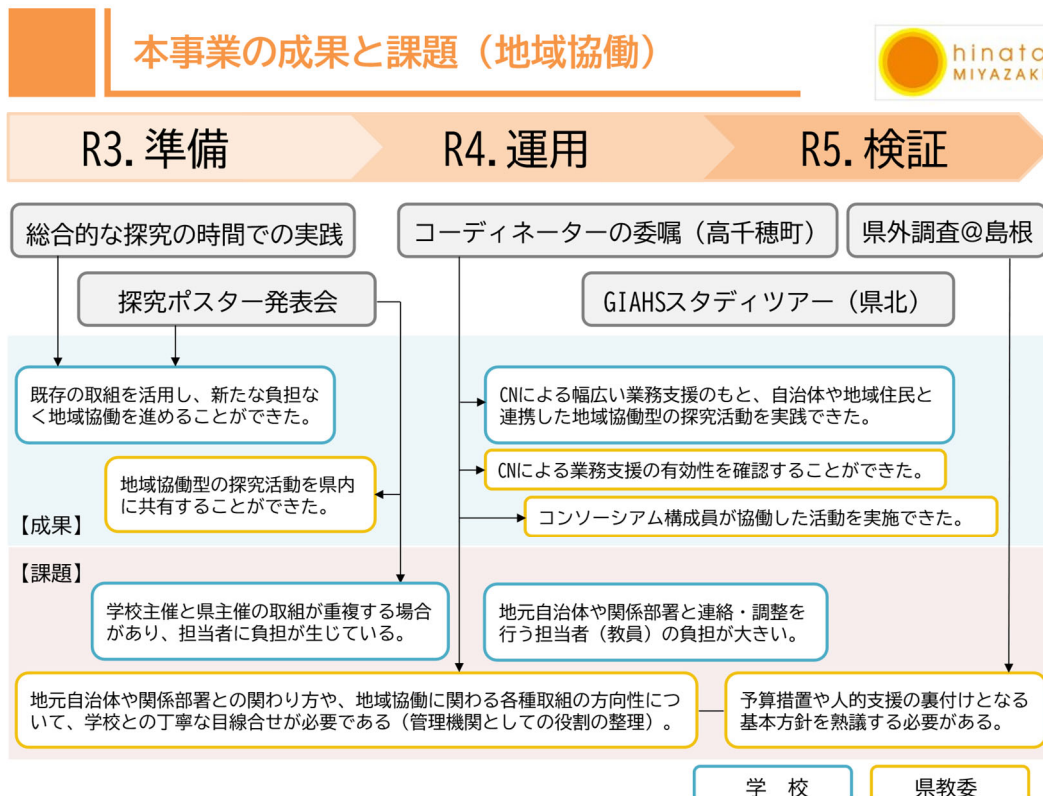 本事業の成果と課題（地域協働）
hinata
MIYAZAKI
R3.準備
R4.運用
R5.検証
総合的な探究の時間での実践
コーディネーターの委嘱（高千穂町）
県外調査@島根
探究ポスター発表会
GIAHSスタディツアー（県北）
既存の取組を活用し、新たな負担な
く地域協働を進めることができた。
CNによる幅広い業務支援のもと、自治体や地域住民と
連携した地域協働型の探究活動を実践できた。
地域協働型の探究活動を県内
に共有することができた。
CNによる業務支援の有効性を確認することができた。
コンソーシアム構成員が協働した活動を実施できた。
【成果】
【課題】
学校主催と県主催の取組が重複する場合
があり、担当者に負担が生じている。
地元自治体や関係部署と連絡・調整を
行う担当者（教員）の負担が大きい。
地元自治体や関係部署との関わり方や、地域協働に関わる各種取組の方向性につ
いて、学校との丁寧な目線合せが必要である（管理機関としての役割の整理）。
予算措置や人的支援の裏付けとなる
基本方針を熟議する必要がある。
学　校
県教委